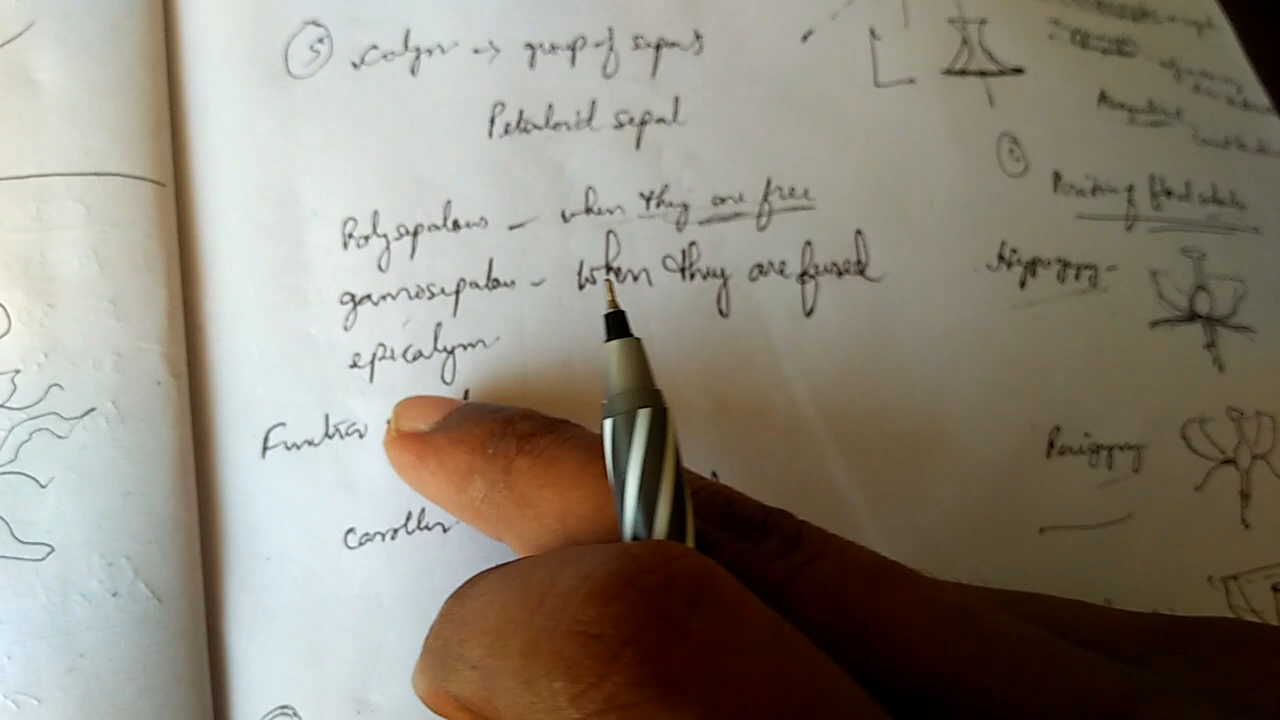 5 calyx → group of sepals
Petaloid sepal
Polysepalous - when they are free
gamosepalous - when they are fused
epicalyx
Function
Corolla
Position of floral whorls
Hypogyny -
Perigyny